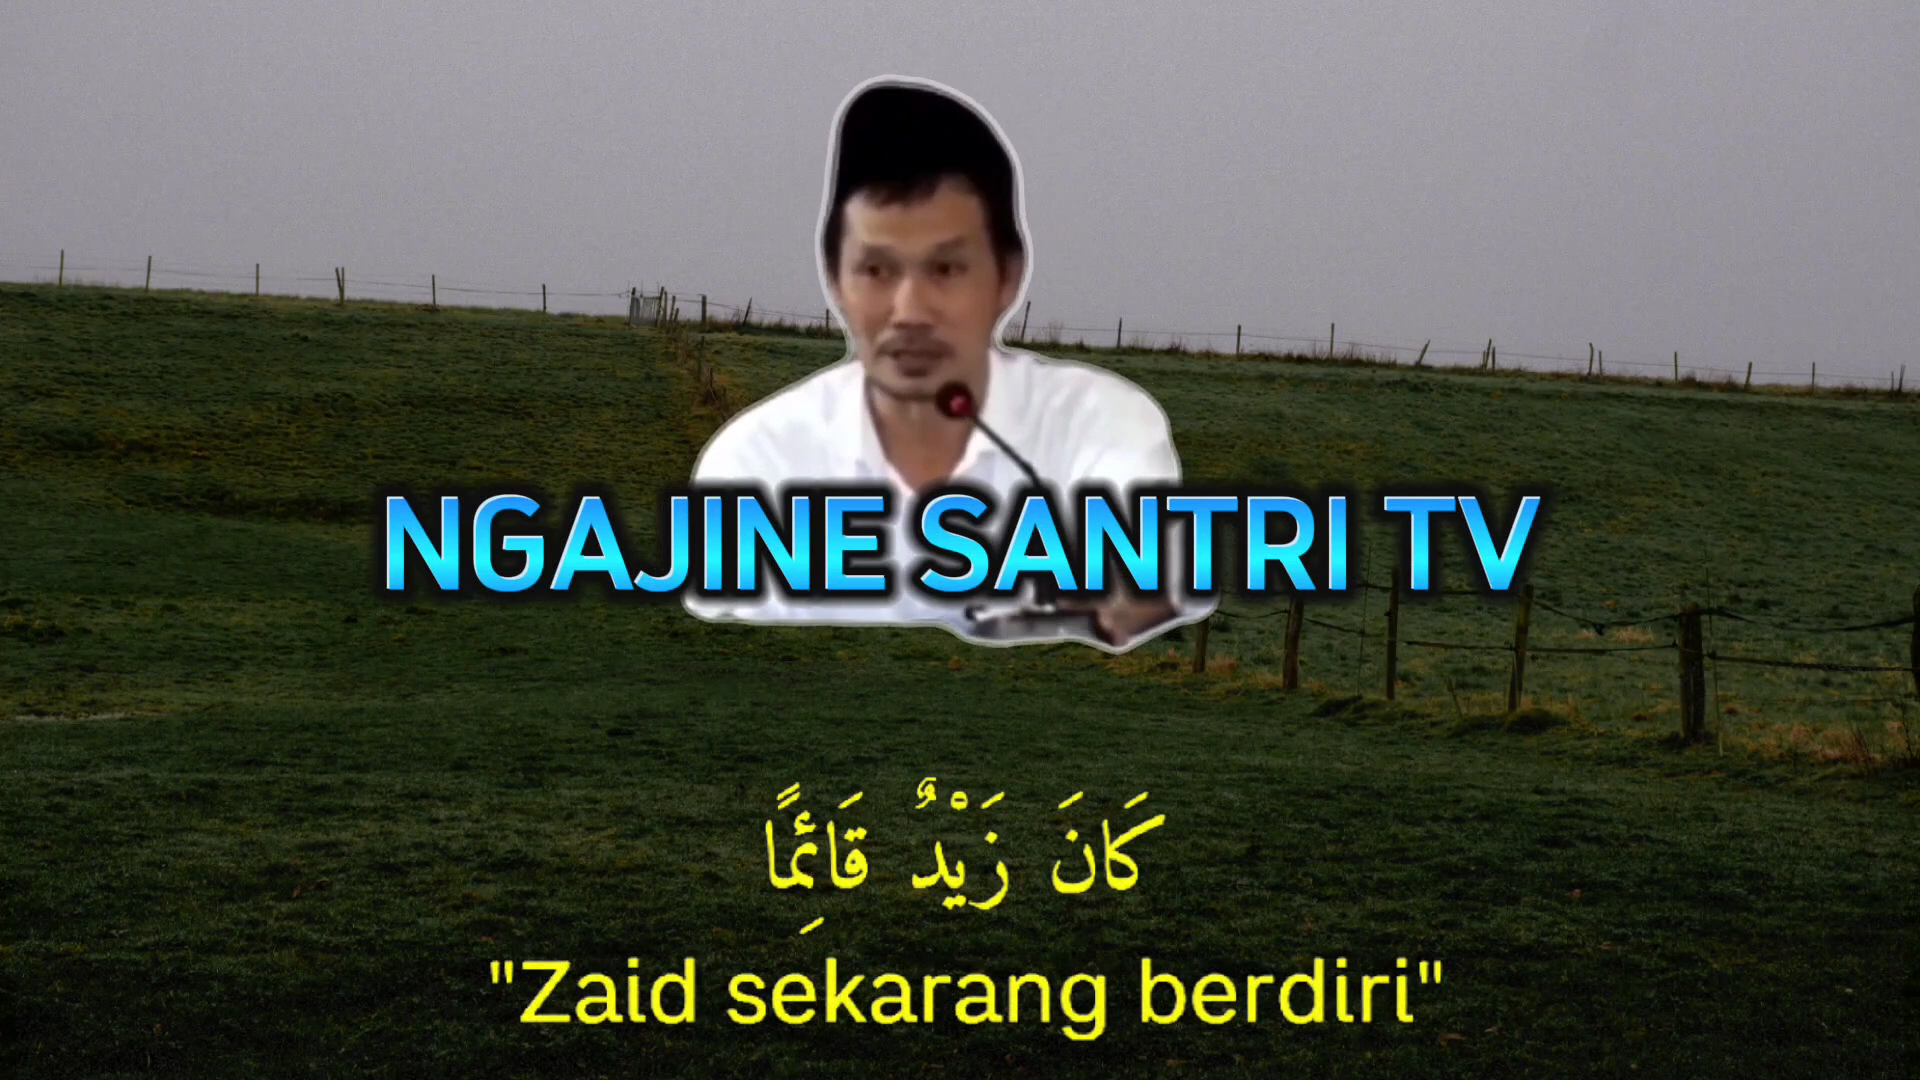 NGAJINE SANTRI TV
كَانَ زَيْدٌ قَائِمًا
"Zaid sekarang berdiri"